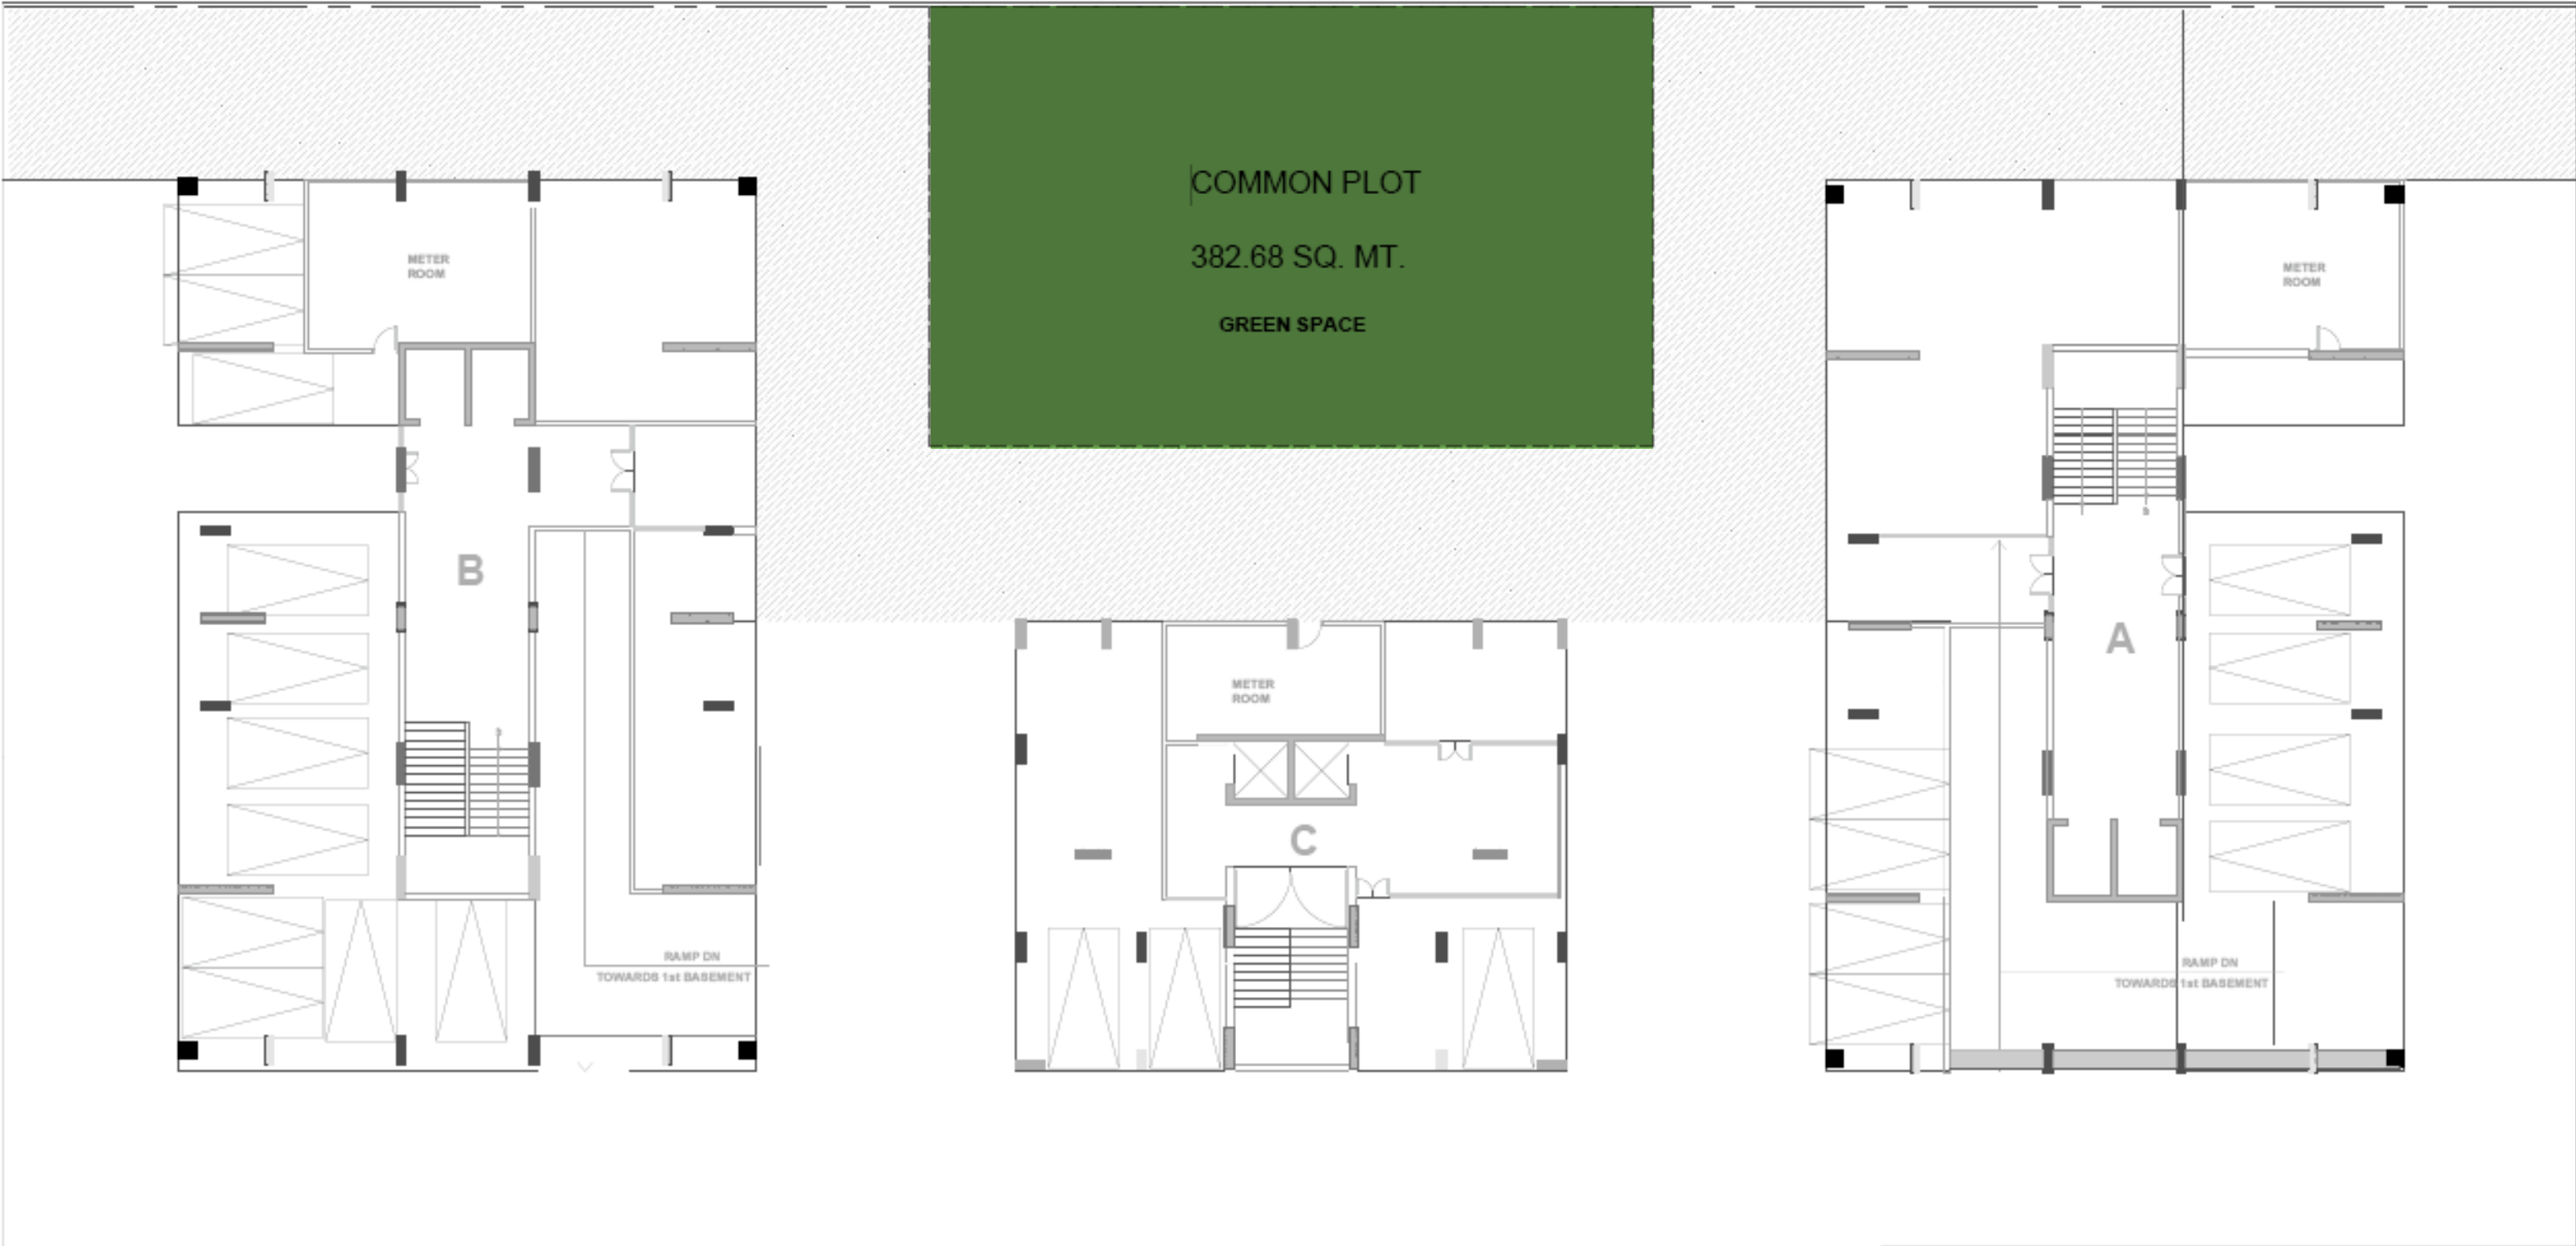 COMMON PLOT
382.68 SQ. MT.
GREEN SPACE
METER
ROOM
B
RAMP DN
TOWARDS 1st BASEMENT
METER
ROOM
C
METER
ROOM
A
RAMP DN
TOWARDS 1st BASEMENT